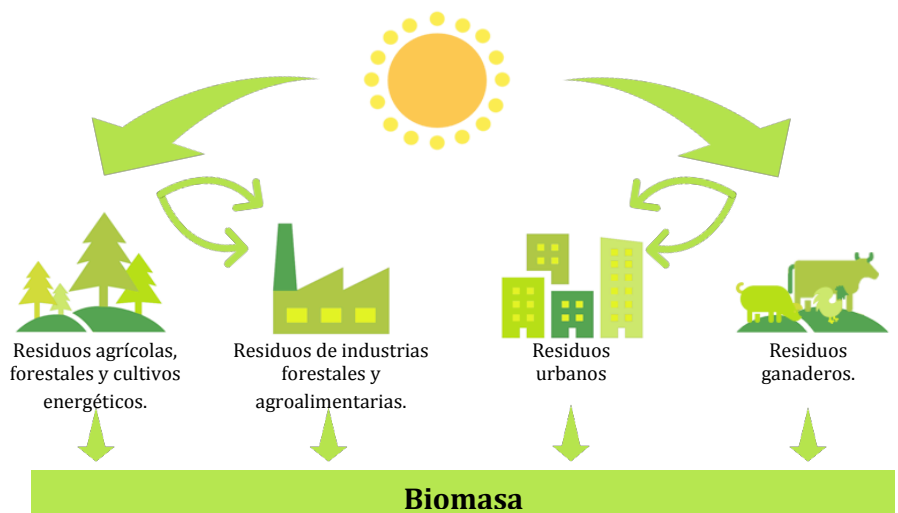 Residuos agrícolas,
forestales y cultivos
energéticos.
Residuos de industrias
forestales y
agroalimentarias.
Residuos
urbanos
Residuos
ganaderos.
Biomasa